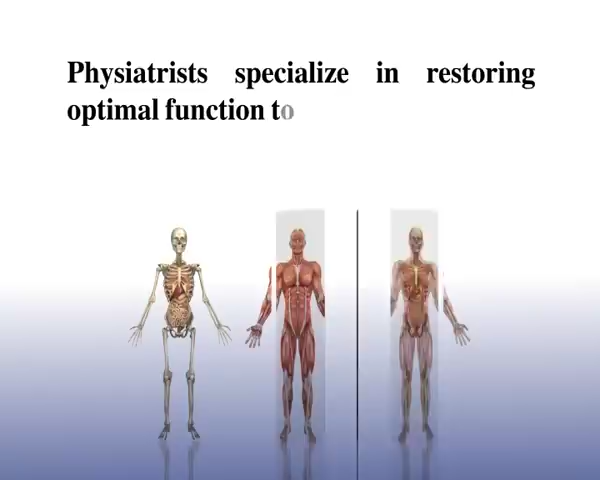 Physiatrists specialize in restoring
optimal function to